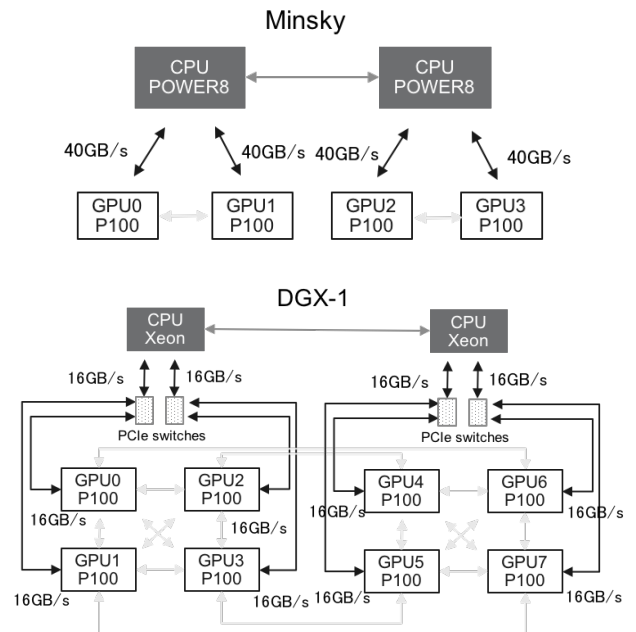 Minsky
CPU
POWER8
CPU
POWER8
40GB/s
40GB/s
40GB/s
40GB/s
GPU0
P100
GPU1
P100
GPU2
P100
GPU3
P100
DGX-1
CPU
Xeon
CPU
Xeon
16GB/s
16GB/s
16GB/s
16GB/s
PCIe switches
PCIe switches
GPU0
P100
GPU2
P100
GPU4
P100
GPU6
P100
16GB/s
16GB/s
16GB/s
16GB/s
GPU1
P100
GPU3
P100
GPU5
P100
GPU7
P100
16GB/s
16GB/s
16GB/s
16GB/s